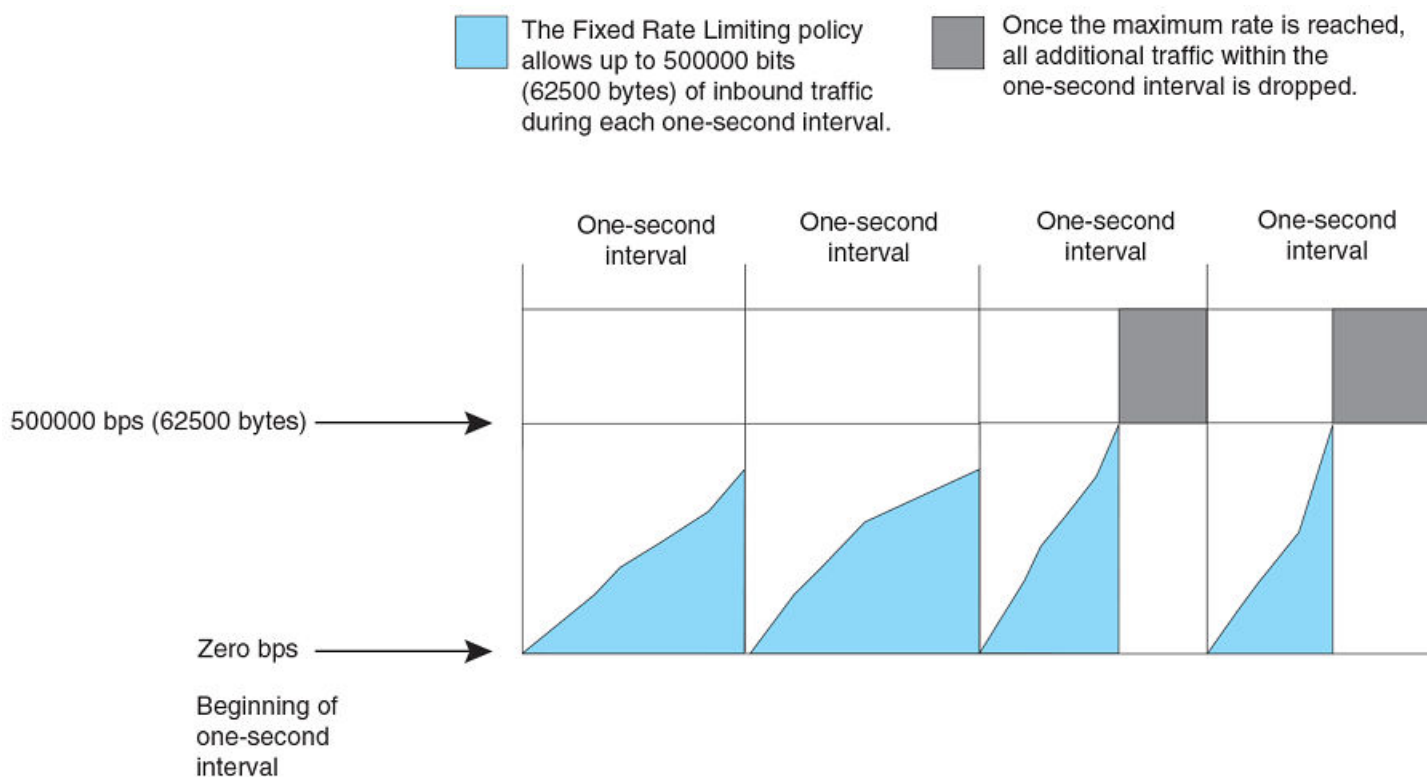 The Fixed Rate Limiting policy
allows up to 500000 bits
(62500 bytes) of inbound traffic
during each one-second interval.
Once the maximum rate is reached,
all additional traffic within the
one-second interval is dropped.
One-second
interval
One-second
interval
One-second
interval
One-second
interval
500000 bps (62500 bytes)
Zero bps
Beginning of
one-second
interval